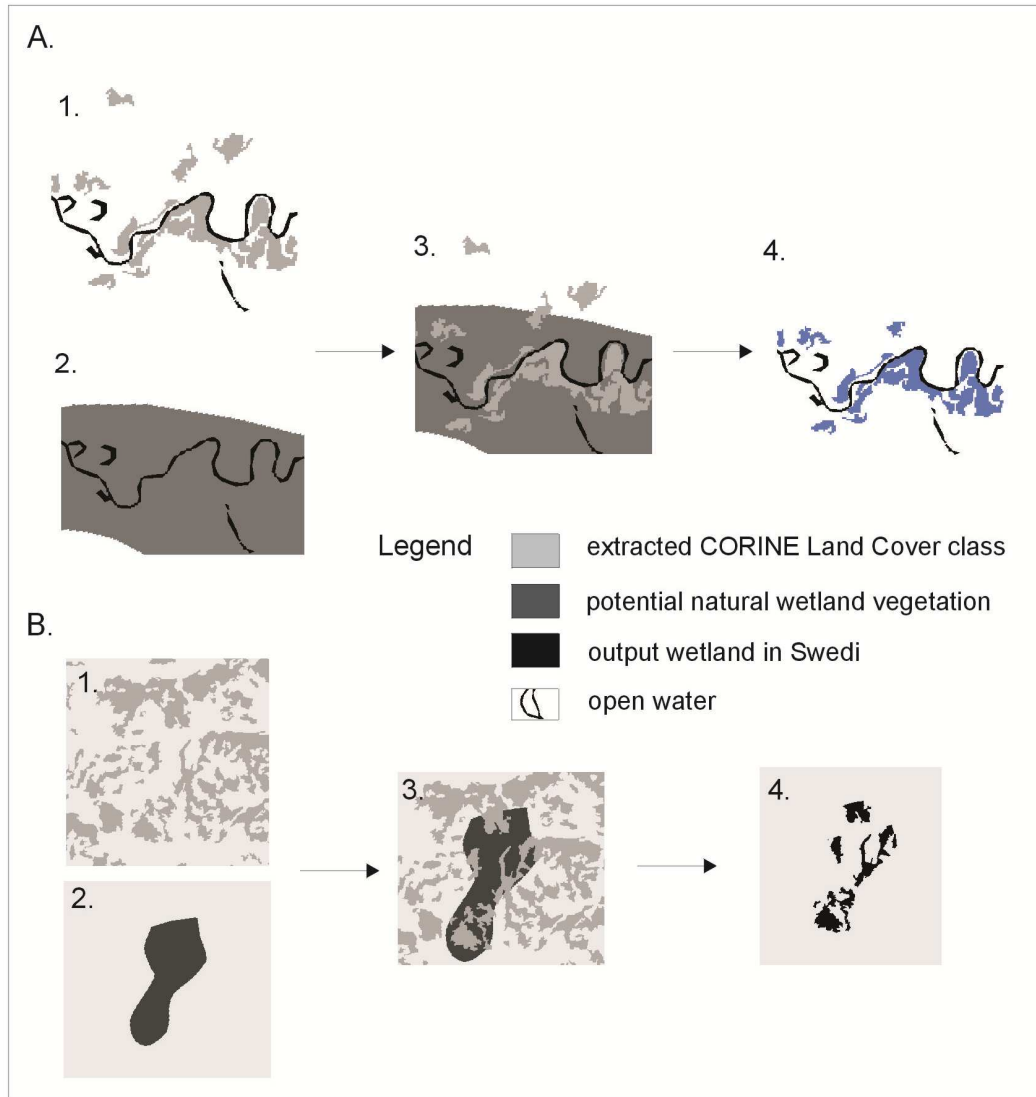 A.
1.
2.
3.
4.
Legend
extracted CORINE Land Cover class
potential natural wetland vegetation
output wetland in Swedi
open water
B.
1.
2.
3.
4.